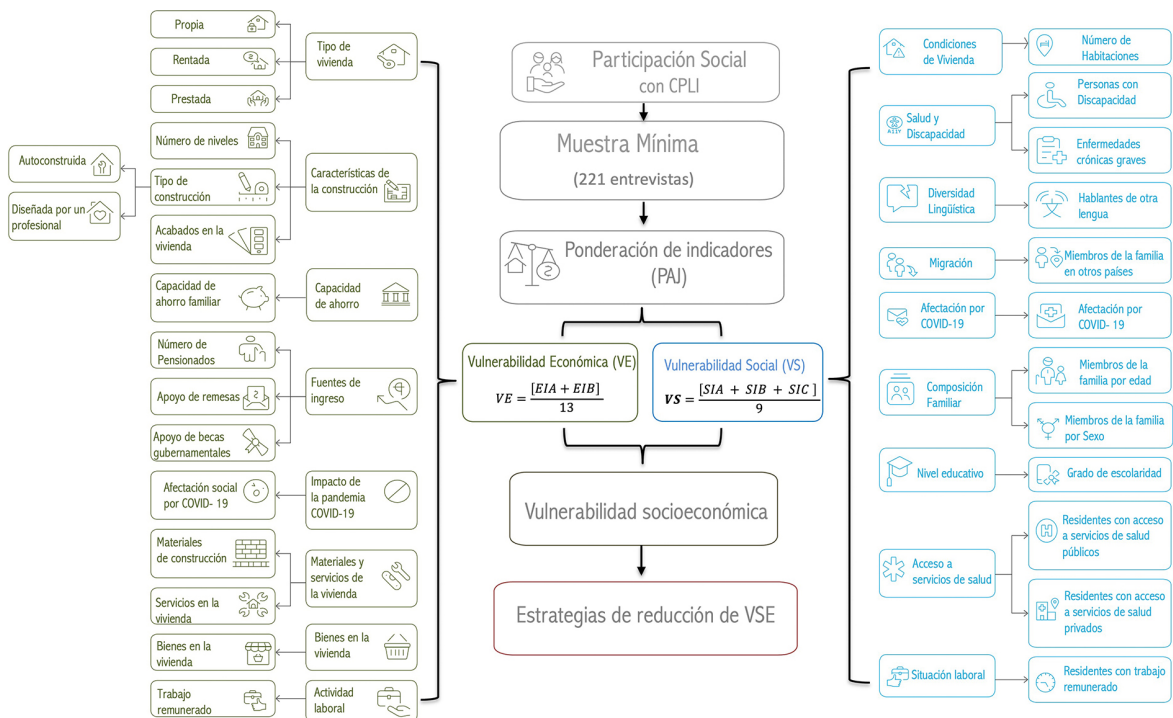 Propia
Rentada
Prestada
Tipo de
vivienda
Número de niveles
Autoconstruida
Diseñada por un
profesional
Tipo de
construcción
Acabados en la
vivienda
Características de
la construcción
Capacidad de
ahorro familiar
Capacidad
de ahorro
Número de
Pensionados
Apoyo de remesas
Apoyo de becas
gubernamentales
Fuentes de
ingreso
Afectación social
por COVID- 19
Impacto de
la pandemia
COVID-19
Materiales
de construcción
Servicios en la
vivienda
Materiales y
servicios de
la vivienda
Bienes en la
vivienda
Bienes en la
vivienda
Trabajo
remunerado
Actividad
laboral
Participación Social
con CPLI
Muestra Mínima
(221 entrevistas)
Ponderación de indicadores
(PAJ)
Vulnerabilidad Económica (VE)
VE = [EIA + EIB] / 13
Vulnerabilidad Social (VS)
VS = [SIA + SIB + SIC ] / 9
Vulnerabilidad socioeconómica
Estrategias de reducción de VSE
Condiciones
de Vivienda
Número de
Habitaciones
Salud y
Discapacidad
A11Y
Personas con
Discapacidad
Enfermedades
crónicas graves
Diversidad
Lingüística
Hablantes de otra
lengua
Migración
Miembros de la familia
en otros países
Afectación por
COVID-19
Afectación por
COVID- 19
Composición
Familiar
Miembros de la
familia por edad
Miembros de la familia
por Sexo
Nivel educativo
Grado de escolaridad
Acceso a
servicios de salud
Residentes con acceso
a servicios de salud
públicos
Residentes con acceso
a servicios de salud
privados
Situación laboral
Residentes con trabajo
remunerado